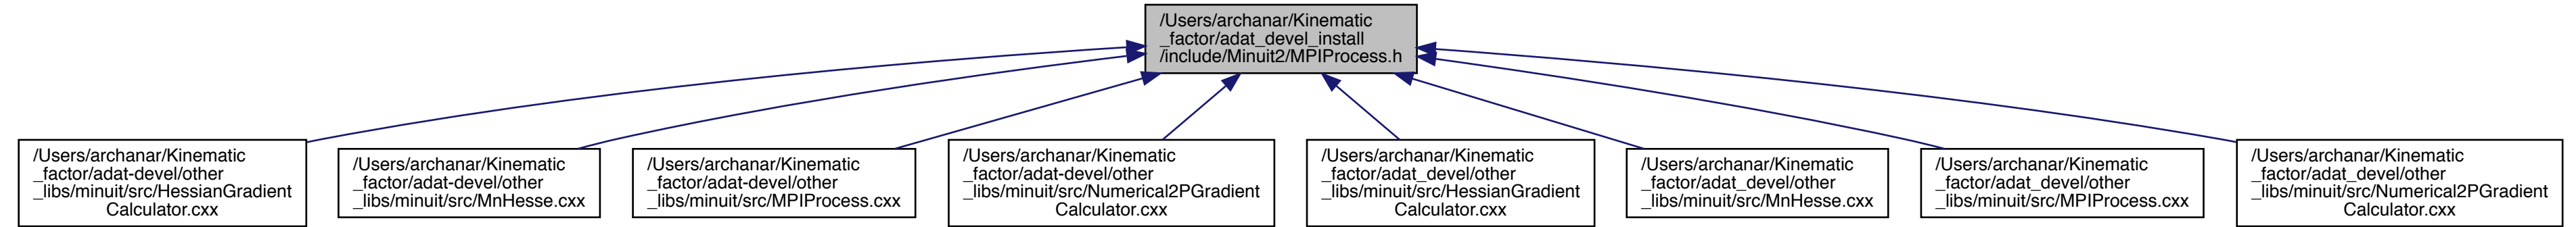 /Users/archanar/Kinematic
_factor/adat_devel_install
/include/Minuit2/MPIProcess.h
/Users/archanar/Kinematic
_factor/adat-devel/other
_libs/minuit/src/HessianGradient
Calculator.cxx
/Users/archanar/Kinematic
_factor/adat-devel/other
_libs/minuit/src/MnHesse.cxx
/Users/archanar/Kinematic
_factor/adat-devel/other
_libs/minuit/src/MPIProcess.cxx
/Users/archanar/Kinematic
_factor/adat-devel/other
_libs/minuit/src/Numerical2PGradient
Calculator.cxx
/Users/archanar/Kinematic
_factor/adat_devel/other
_libs/minuit/src/HessianGradient
Calculator.cxx
/Users/archanar/Kinematic
_factor/adat_devel/other
_libs/minuit/src/MnHesse.cxx
/Users/archanar/Kinematic
_factor/adat_devel/other
_libs/minuit/src/MPIProcess.cxx
/Users/archanar/Kinematic
_factor/adat_devel/other
_libs/minuit/src/Numerical2PGradient
Calculator.cxx